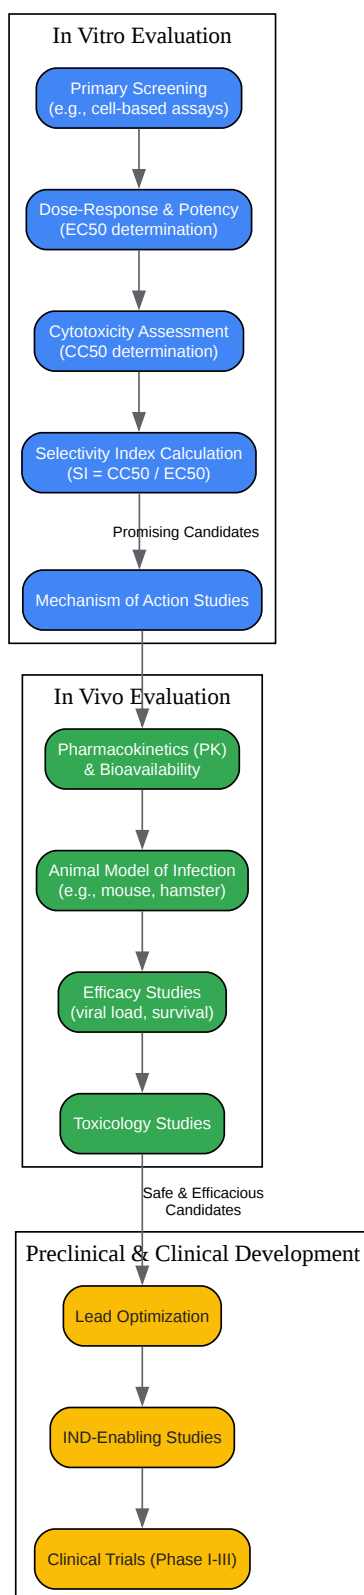 In Vitro Evaluation
Primary Screening
(e.g., cell-based assays)
Dose-Response & Potency
(EC50 determination)
Cytotoxicity Assessment
(CC50 determination)
Selectivity Index Calculation
(SI = CC50 / EC50)
Promising Candidates
Mechanism of Action Studies
In Vivo Evaluation
Pharmacokinetics (PK)
& Bioavailability
Animal Model of Infection
(e.g., mouse, hamster)
Efficacy Studies
(viral load, survival)
Toxicology Studies
Safe & Efficacious
Candidates
Preclinical & Clinical Development
Lead Optimization
IND-Enabling Studies
Clinical Trials (Phase I-III)